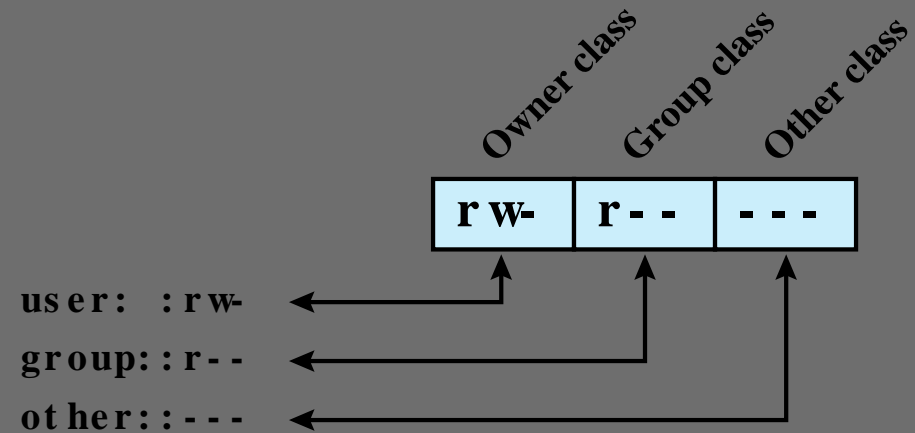 Owner class
Group class
Other class
rw- r-- ---
user: :rw-
group::r--
other::---